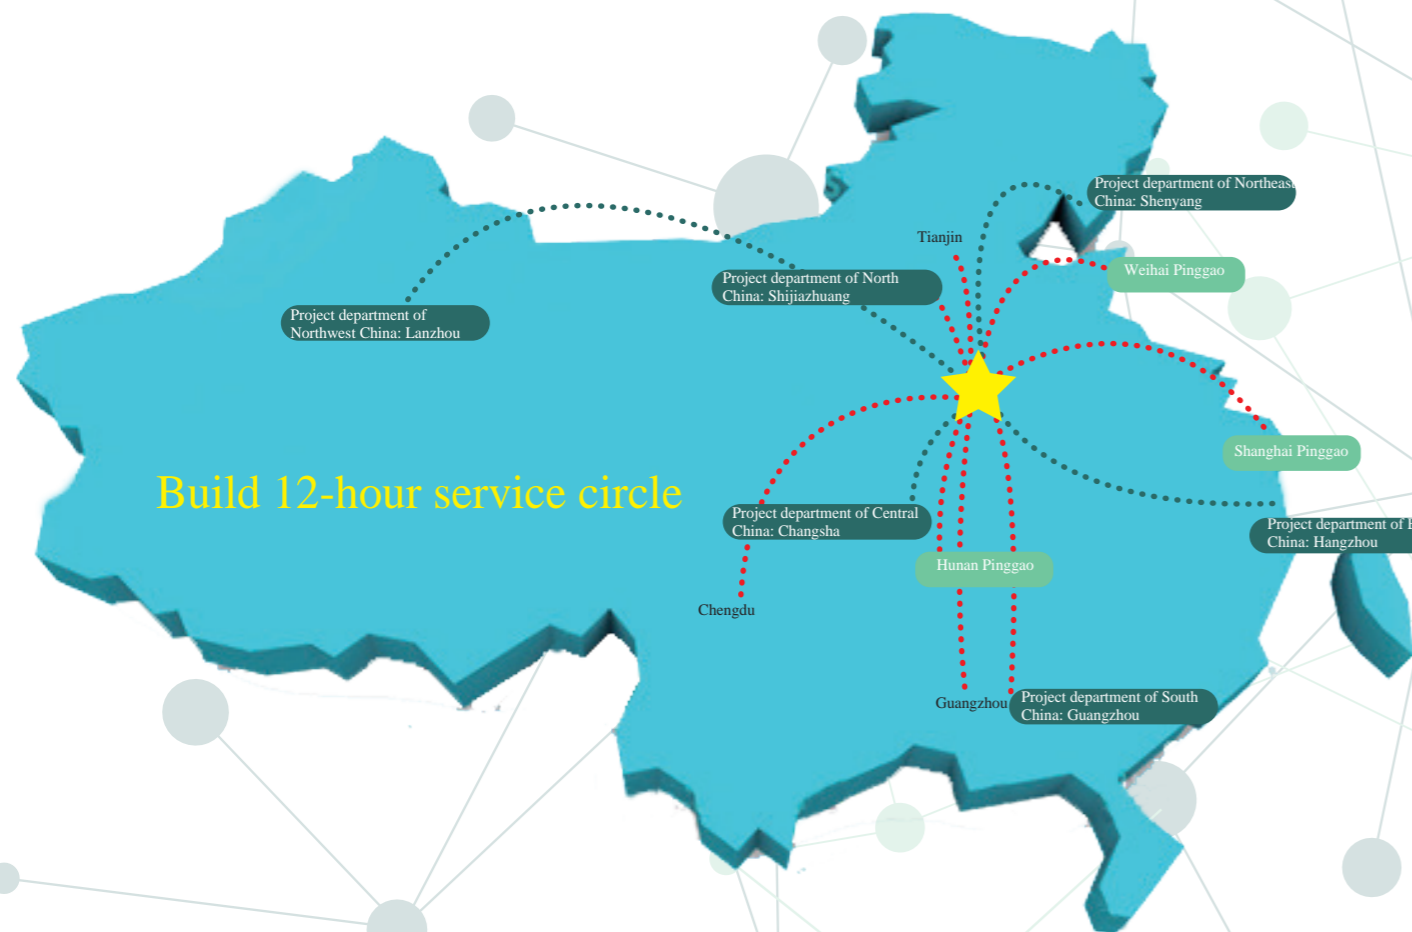 Project department of Northeast
China: Shenyang
Tianjin
Weihai Pinggao
Project department of North
China: Shijiazhuang
Project department of
Northwest China: Lanzhou
Shanghai Pinggao
Build 12-hour service circle
Project department of Central
China: Changsha
Project department of
China: Hangzhou
Hunan Pinggao
Chengdu
Guangzhou
Project department of South
China: Guangzhou